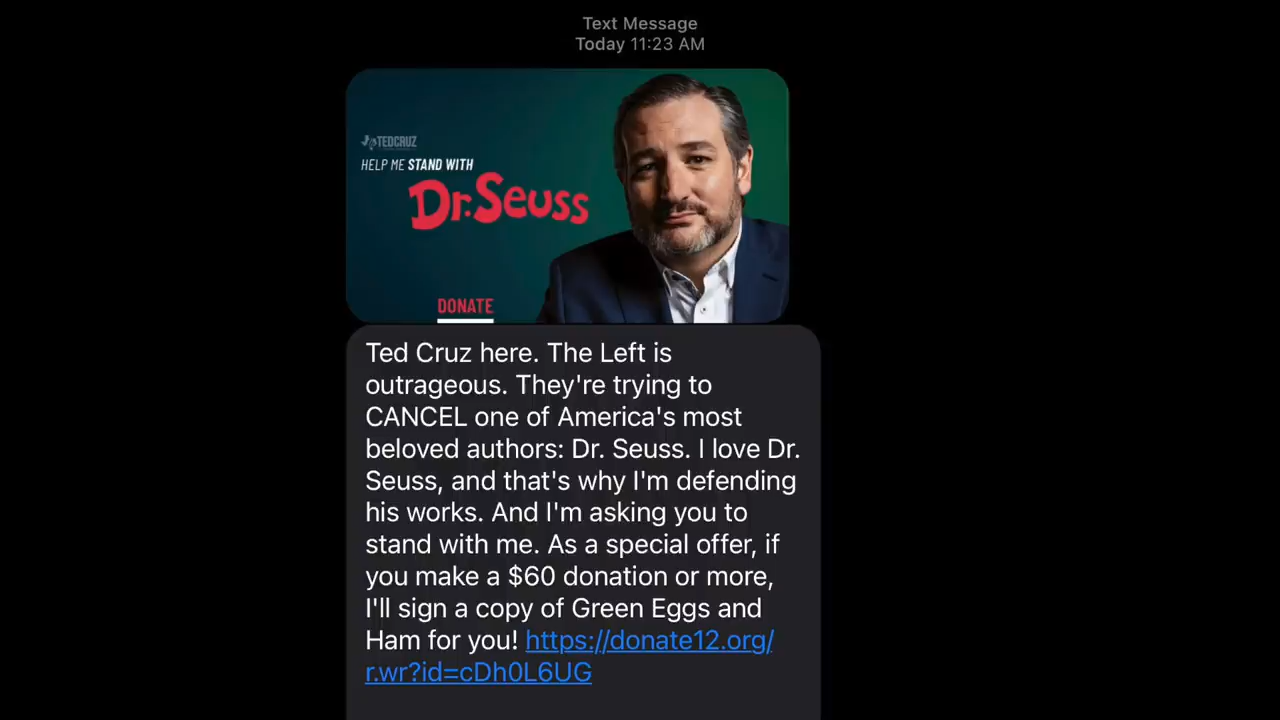 Text Message
Today 11:23 AM
TEDCRUZ
HELP ME STAND WITH
Dr. Seuss
DONATE
Ted Cruz here. The Left is
outrageous. They're trying to
CANCEL one of America's most
beloved authors: Dr. Seuss. I love Dr.
Seuss, and that's why I'm defending
his works. And I'm asking you to
stand with me. As a special offer, if
you make a $60 donation or more,
I'll sign a copy of Green Eggs and
Ham for you! https://donate12.org/
r.wr?id=cDh0L6UG